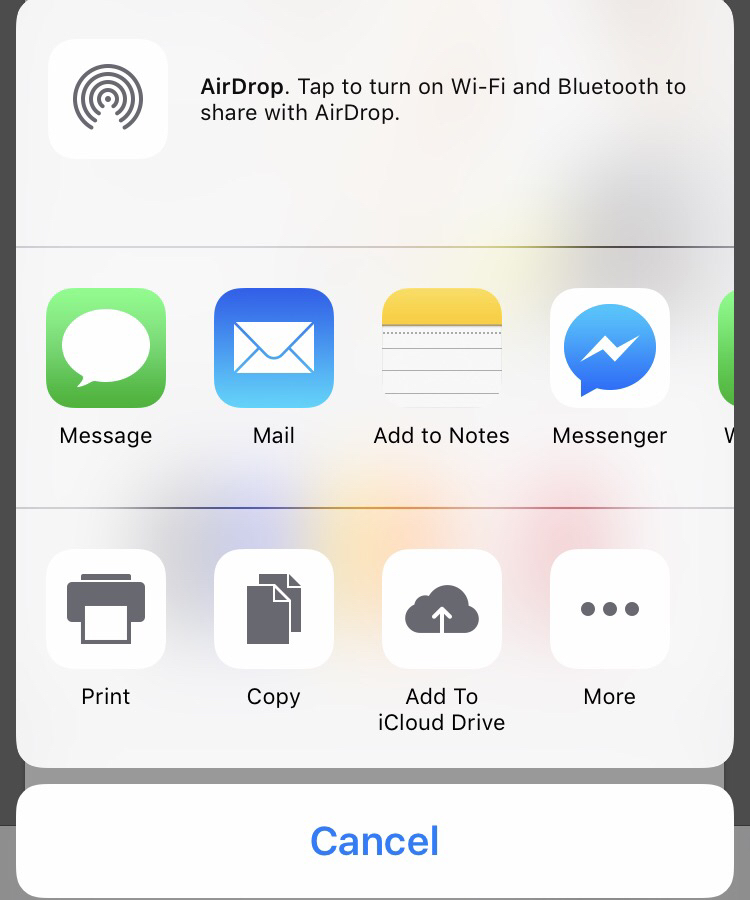 AirDrop. Tap to turn on Wi-Fi and Bluetooth to
share with AirDrop.
Message
Mail
Add to Notes
Messenger
Print
Copy
Add To
iCloud Drive
More
Cancel